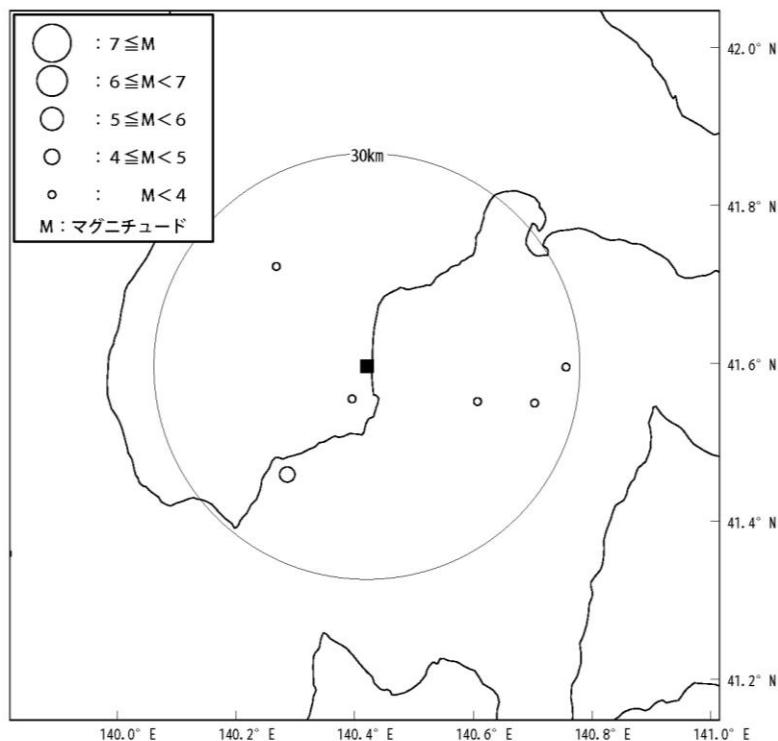 : 7≦M
: 6≦M<7
: 5≦M<6
: 4≦M<5
: M<4
M:マグニチュード
30km
42.0° N
41.8° N
41.6° N
41.4° N
41.2° N
140.0° E 140.2° E 140.4° E 140.6° E 140.8° E 141.0° E